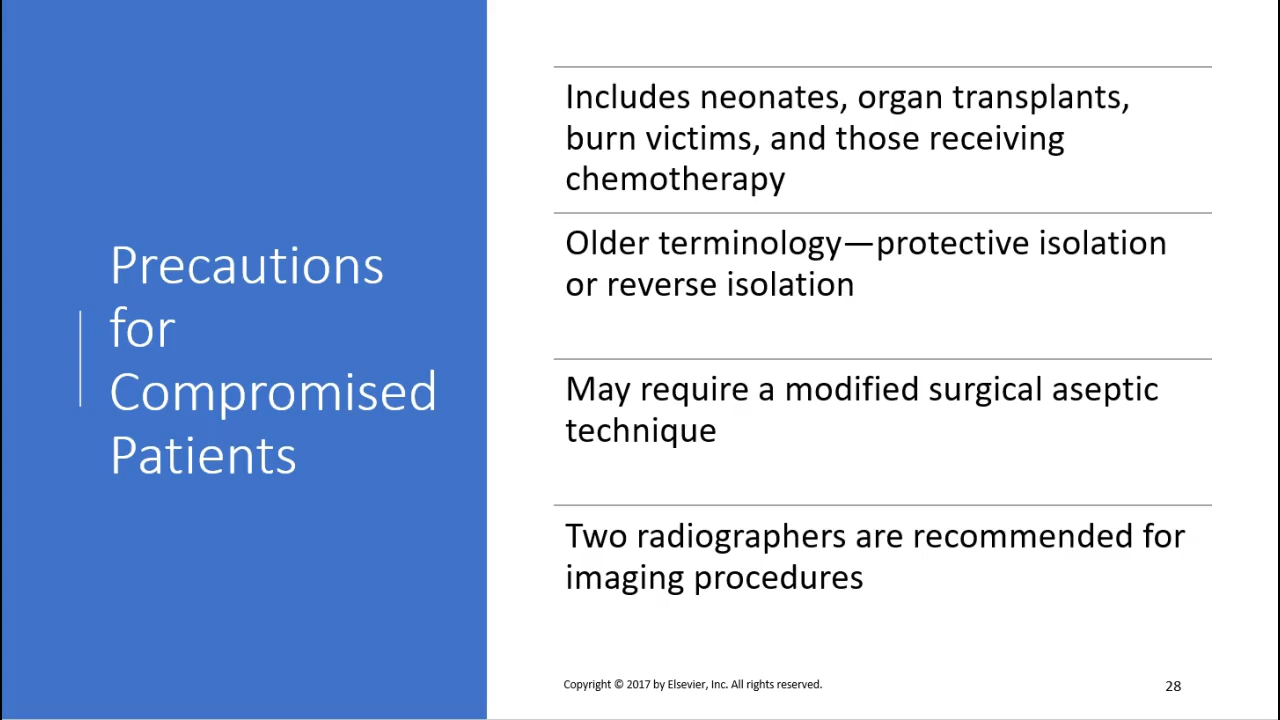 Precautions
for
Compromised
Patients
Includes neonates, organ transplants,
burn victims, and those receiving
chemotherapy
Older terminology—protective isolation
or reverse isolation
May require a modified surgical aseptic
technique
Two radiographers are recommended for
imaging procedures
Copyright © 2017 by Elsevier, Inc. All rights reserved.
28